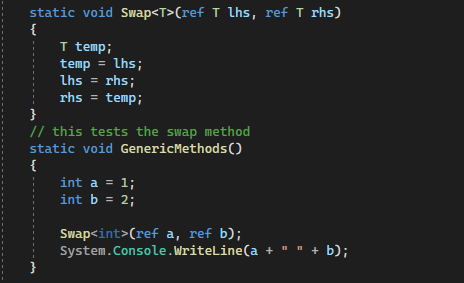 static void Swap<T>(ref T lhs, ref T rhs)
{
    T temp;
    temp = lhs;
    lhs = rhs;
    rhs = temp;
}
// this tests the swap method
static void GenericMethods()
{
    int a = 1;
    int b = 2;

    Swap<int>(ref a, ref b);
    System.Console.WriteLine(a + " " + b);
}